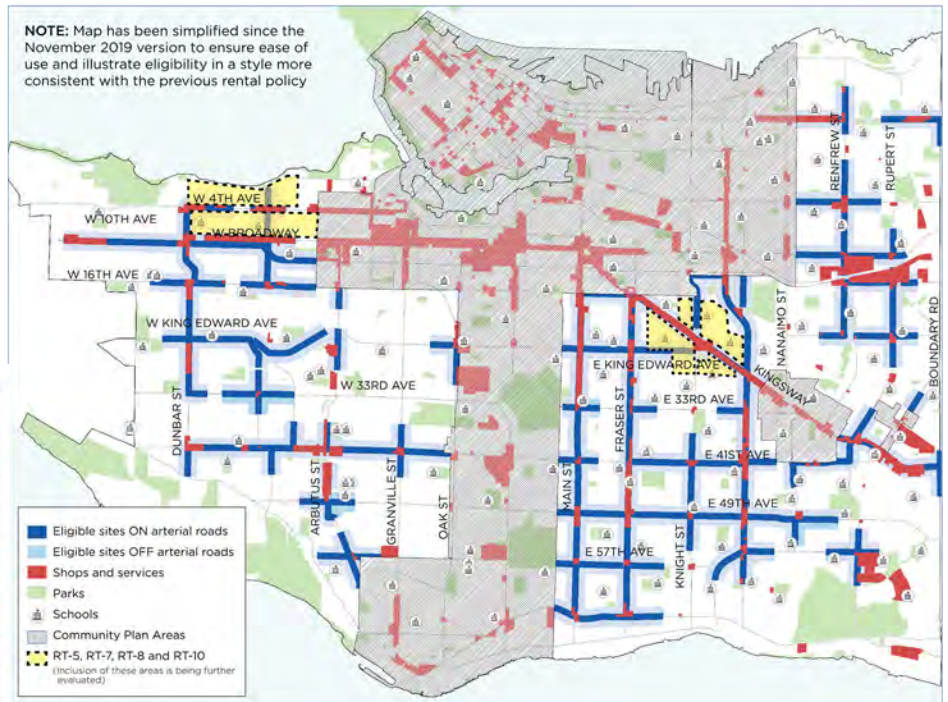 NOTE: Map has been simplified since the
November 2019 version to ensure ease of
use and illustrate eligibility in a style more
consistent with the previous rental policy
RENFREW ST
RUPERT ST
W 4TH AVE
W 10TH AVE
W BROADWAY
W 16TH AVE
NANAIMO ST
BOUNDARY RD
W KING EDWARD AVE
E KING EDWARD AVE
KINGSWAY
W 33RD AVE
E 33RD AVE
DUNBAR ST
FRASER ST
ARBUTUS ST
GRANVILLE ST
OAK ST
MAIN ST
E 41ST AVE
E 49TH AVE
KNIGHT ST
E 57TH AVE
Eligible sites ON arterial roads
Eligible sites OFF arterial roads
Shops and services
Parks
Schools
Community Plan Areas
RT-5, RT-7, RT-8 and RT-10
(Inclusion of these areas is being further
evaluated)